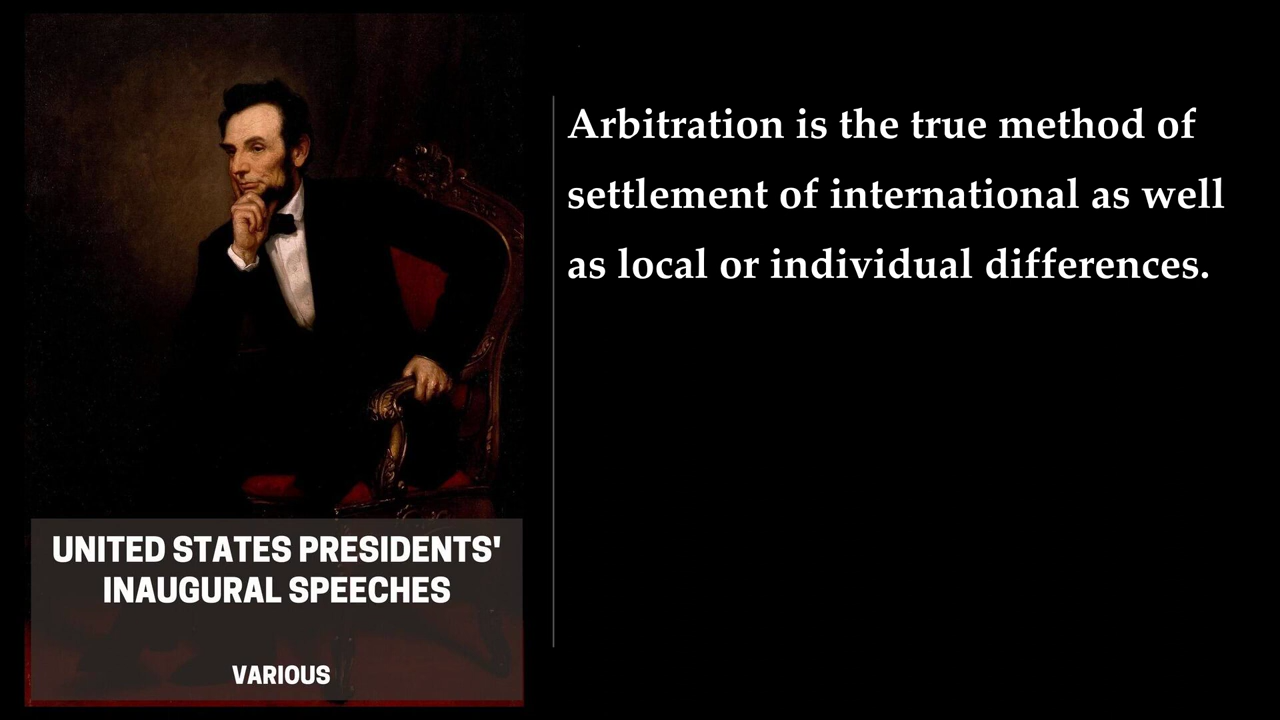 Arbitration is the true method of
settlement of international as well
as local or individual differences.
UNITED STATES PRESIDENTS'
INAUGURAL SPEECHES
VARIOUS